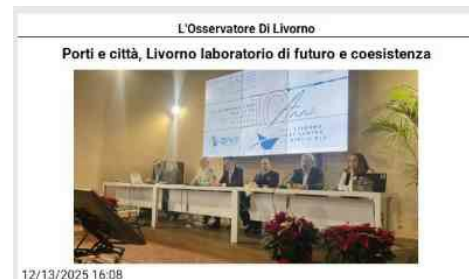 L'Osservatore Di Livorno
Porti e città, Livorno laboratorio di futuro e coesistenza
12/13/2025 16:08